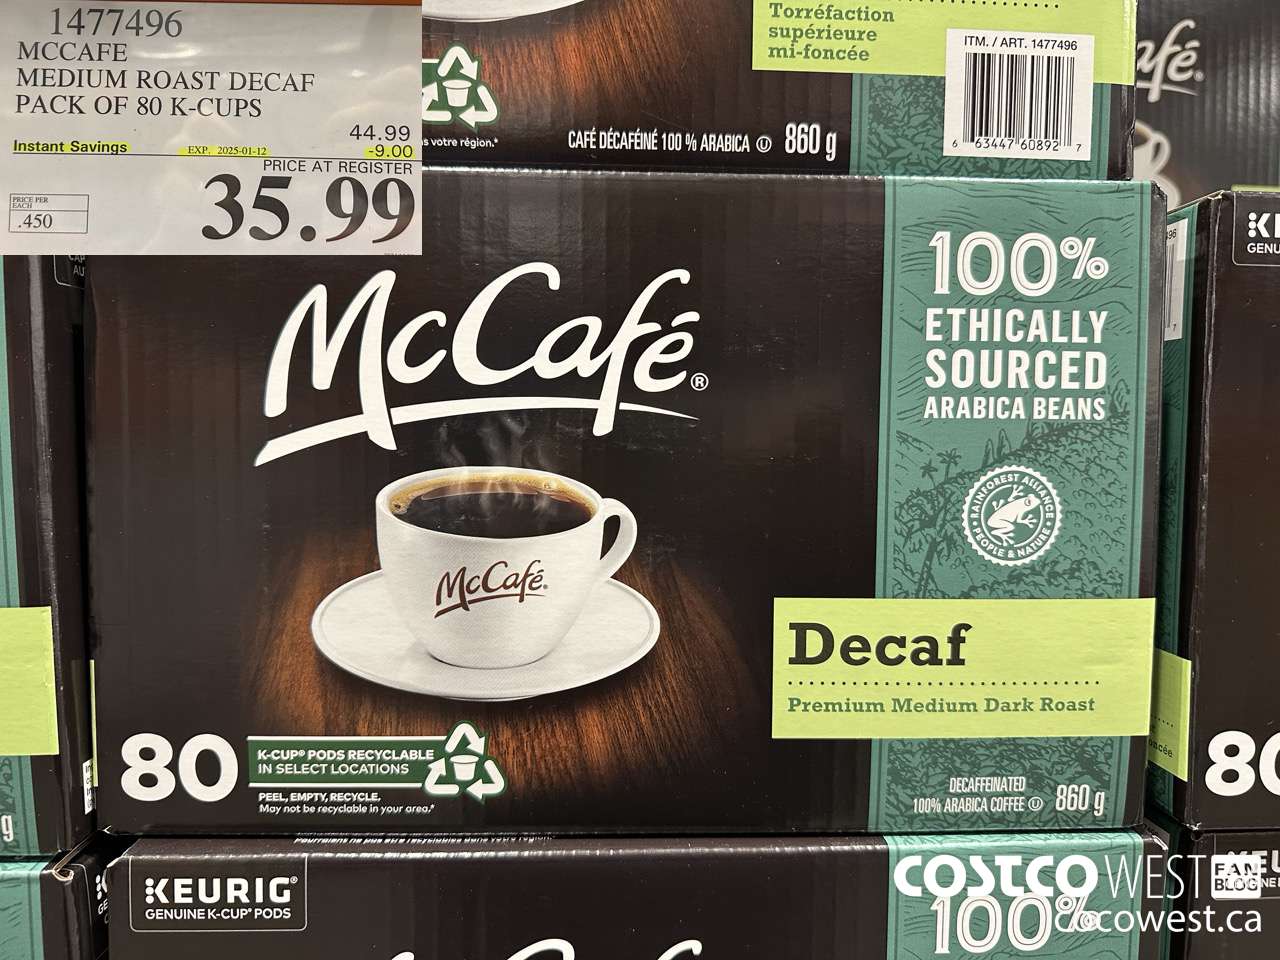 1477496
MCCAFE
MEDIUM ROAST DECAF
PACK OF 80 K-CUPS
44.99
Instant Savings EXP. 2025-01-12 -9.00
PRICE AT REGISTER
35.99
PRICE PER
EACH
.450
Torréfaction
supérieure
mi-foncée
ITM. / ART. 1477496
6 63447 60892 7
s votre région.*
CAFÉ DÉCAFÉINÉ 100 % ARABICA U 860 g
afé®
McCafé®
100%
ETHICALLY
SOURCED
ARABICA BEANS
RAINFOREST ALLIANCE
PEOPLE & NATURE
McCafé®
Decaf
Premium Medium Dark Roast
80
K-CUP® PODS RECYCLABLE
IN SELECT LOCATIONS
PEEL, EMPTY, RECYCLE.
May not be recyclable in your area.*
DECAFFEINATED
100% ARABICA COFFEE U 860 g
KEURIG®
GENUINE K-CUP® PODS
100%
COSTCO WEST FAN BLOG
cocowest.ca